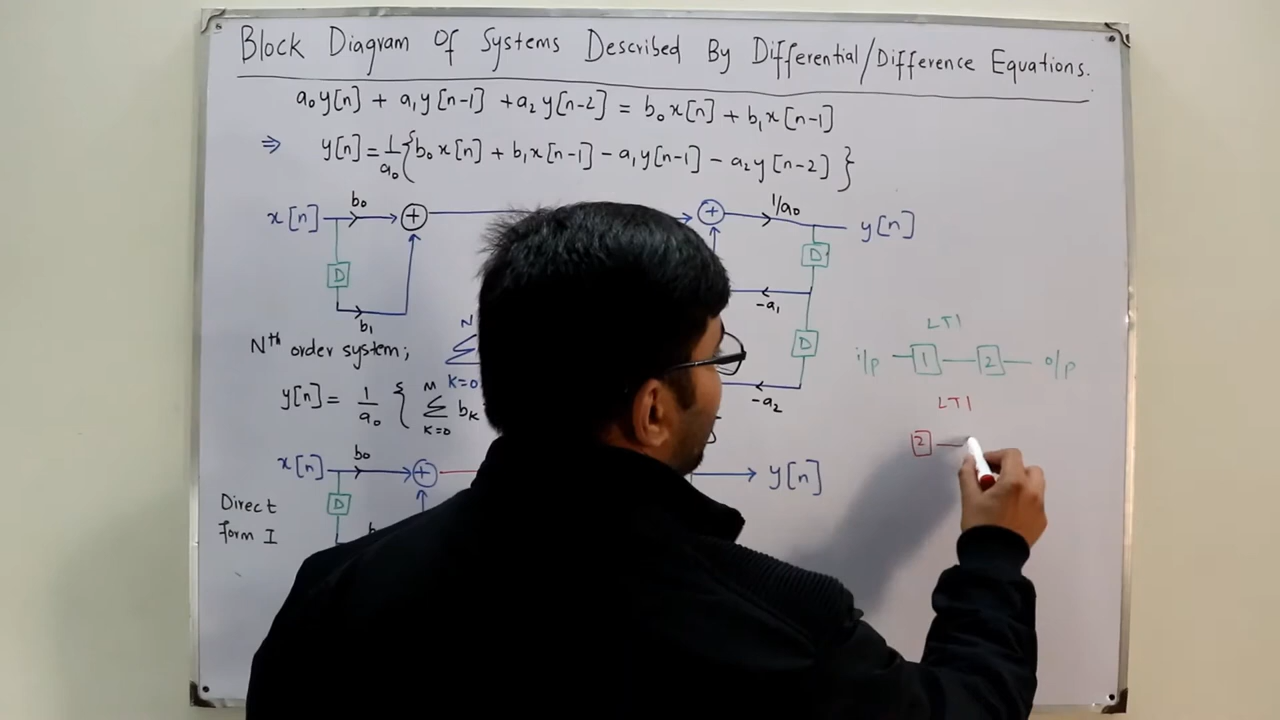 Block Diagram Of Systems Described By Differential/Difference Equations.
a₀y[n] + a₁y[n-1] + a₂y[n-2] = b₀x[n] + b₁x[n-1]
⇒ y[n] = 1/a₀ { b₀x[n] + b₁x[n-1] - a₁y[n-1] - a₂y[n-2] }
x[n] b₀ + + 1/a₀ y[n]
D D
b₁ -a₁
LTI
Nth order system; N Σ K=0 D i/p 1 2 o/p
y[n] = 1/a₀ { M Σ K=0 bK -a₂
LTI
2
x[n] b₀ + y[n]
Direct D
form I